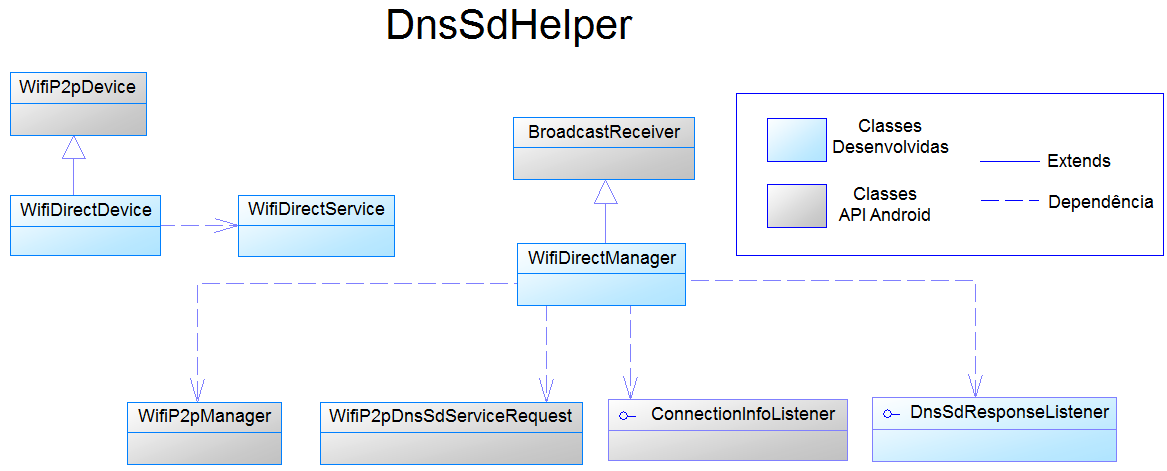 DnsSdHelper
WifiP2pDevice
BroadcastReceiver
Classes
Desenvolvidas
Extends
Classes
API Android
Dependência
WifiDirectDevice
WifiDirectService
WifiDirectManager
WifiP2pManager
WifiP2pDnsSdServiceRequest
ConnectionInfoListener
DnsSdResponseListener